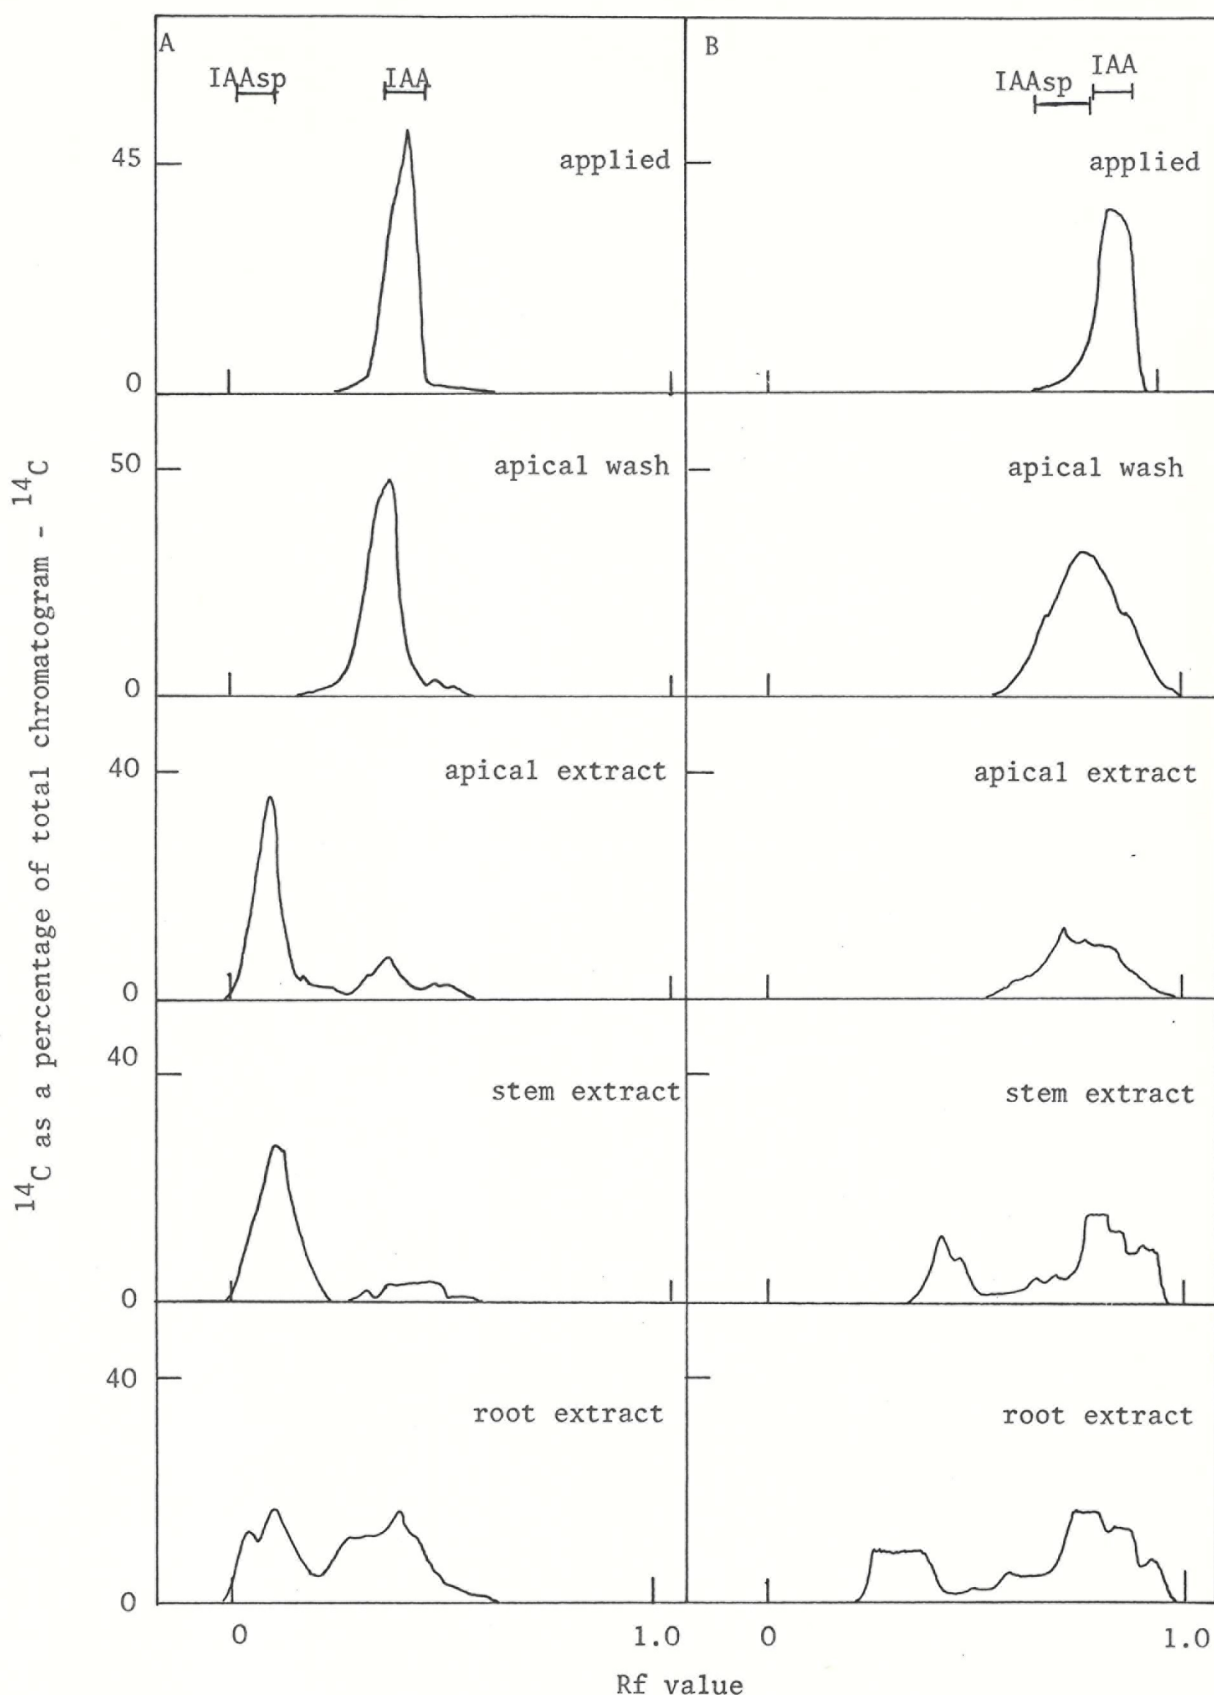 A
B
IAAsp
IAA
IAAsp
IAA
45
applied
applied
0
50
apical wash
apical wash
0
40
apical extract
apical extract
0
40
stem extract
stem extract
0
40
root extract
root extract
0
0
1.0
0
1.0
Rf value
¹⁴C as a percentage of total chromatogram - ¹⁴C